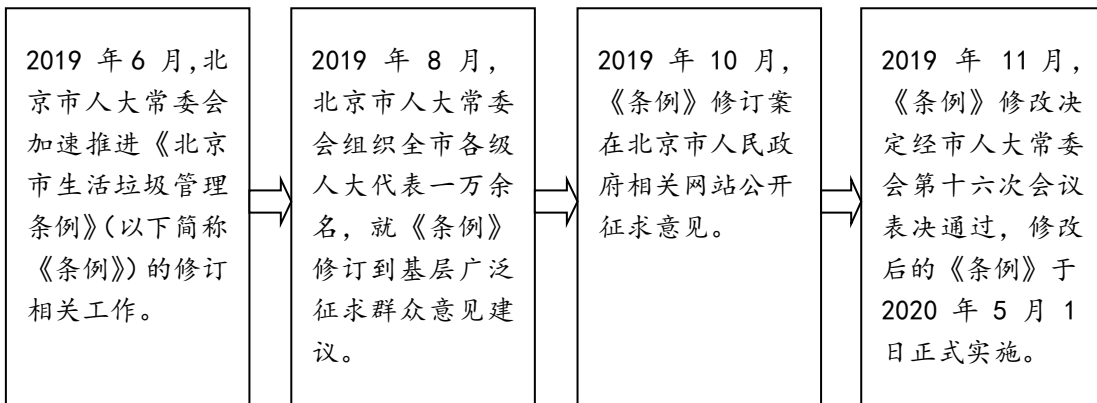 2019 年 6 月,北
京市人大常委会
加速推进《北京
市生活垃圾管理
条例》（以下简称
《条例》）的修订
相关工作。
2019 年 8 月，
北京市人大常委
会组织全市各级
人大代表一万余
名，就《条例》
修订到基层广泛
征求群众意见建
议。
2019 年 10 月，
《条例》修订案
在北京市人民政
府相关网站公开
征求意见。
2019 年 11 月，
《条例》修改决
定经市人大常委
会第十六次会议
表决通过，修改
后的《条例》于
2020 年 5 月 1
日正式实施。